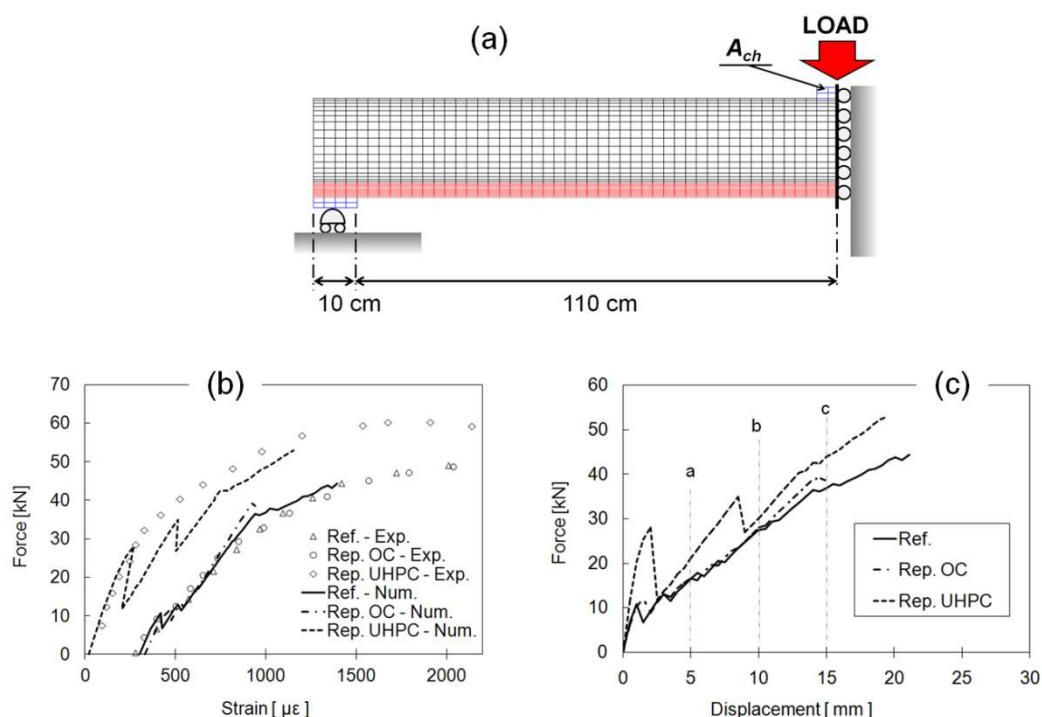 (a)
LOAD
A_ch
10 cm
110 cm
(b)
Force [kN]
70
60
50
40
30
20
10
0
0 500 1000 1500 2000
Strain [ με ]
Ref. - Exp.
Rep. OC - Exp.
Rep. UHPC - Exp.
Ref. - Num.
Rep. OC - Num.
Rep. UHPC - Num.
(c)
Force [kN]
60
50
40
30
20
10
0
0 5 10 15 20 25 30
Displacement [ mm ]
a
b
c
Ref.
Rep. OC
Rep. UHPC